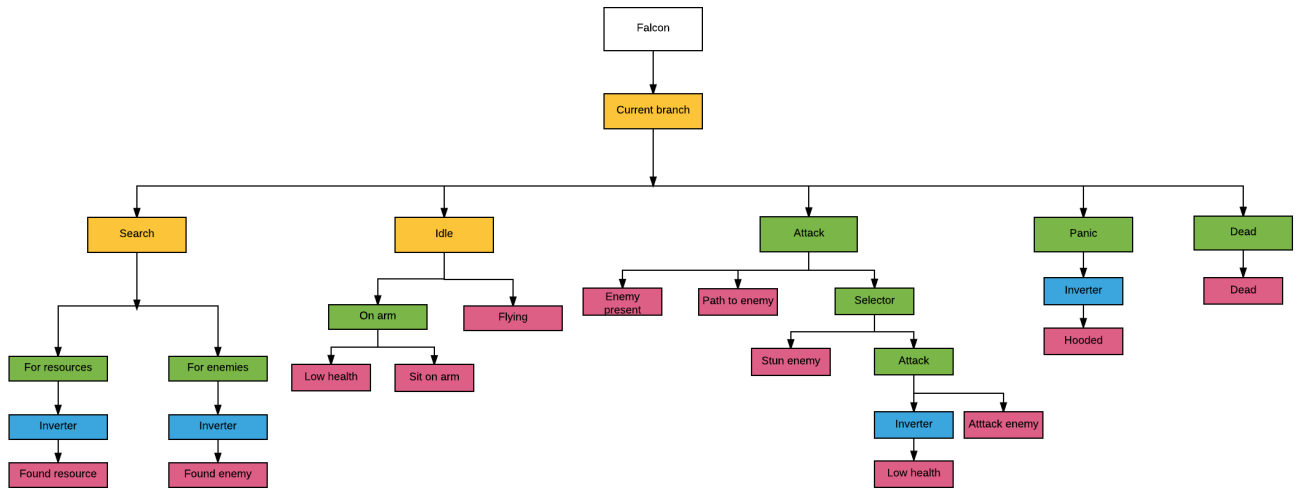 Falcon
Current branch
Search
Idle
Attack
Panic
Dead
Enemy
present
Path to enemy
Selector
Inverter
Dead
On arm
Flying
Hooded
Stun enemy
Attack
For resources
For enemies
Low health
Sit on arm
Inverter
Inverter
Inverter
Atttack enemy
Found resource
Found enemy
Low health